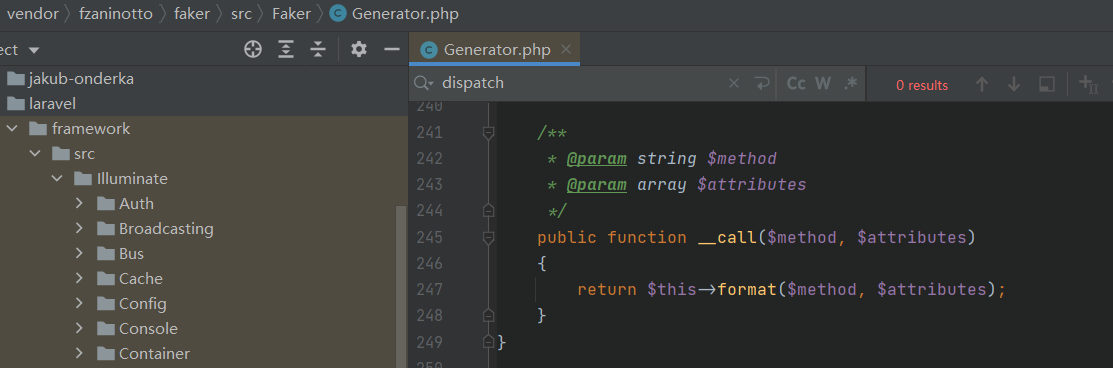 vendor fzaninotto faker src Faker Generator.php
ect
Generator.php
jakub-onderka
laravel
framework
src
Illuminate
Auth
Broadcasting
Bus
Cache
Config
Console
Container
dispatch Cc W .* 0 results
240
241 /**
242 * @param string $method
243 * @param array $attributes
244 */
245 public function __call($method, $attributes)
246 {
247 return $this->format($method, $attributes);
248 }
249 }
250